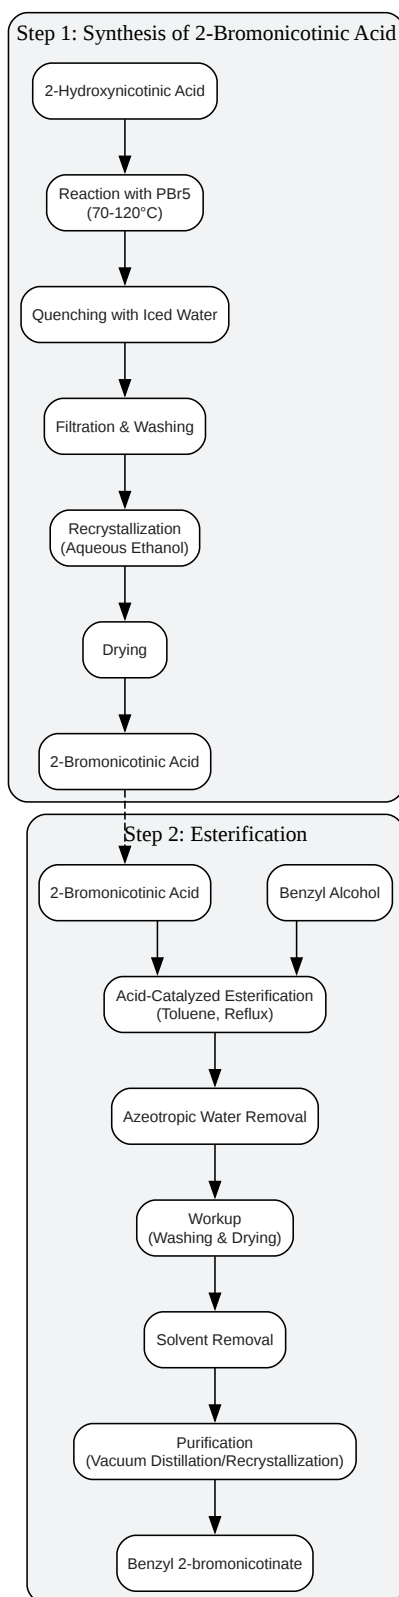 Step 1: Synthesis of 2-Bromonicotinic Acid
2-Hydroxynicotinic Acid
Reaction with PBr5
(70-120°C)
Quenching with Iced Water
Filtration & Washing
Recrystallization
(Aqueous Ethanol)
Drying
2-Bromonicotinic Acid
Step 2: Esterification
2-Bromonicotinic Acid
Benzyl Alcohol
Acid-Catalyzed Esterification
(Toluene, Reflux)
Azeotropic Water Removal
Workup
(Washing & Drying)
Solvent Removal
Purification
(Vacuum Distillation/Recrystallization)
Benzyl 2-bromonicotinate